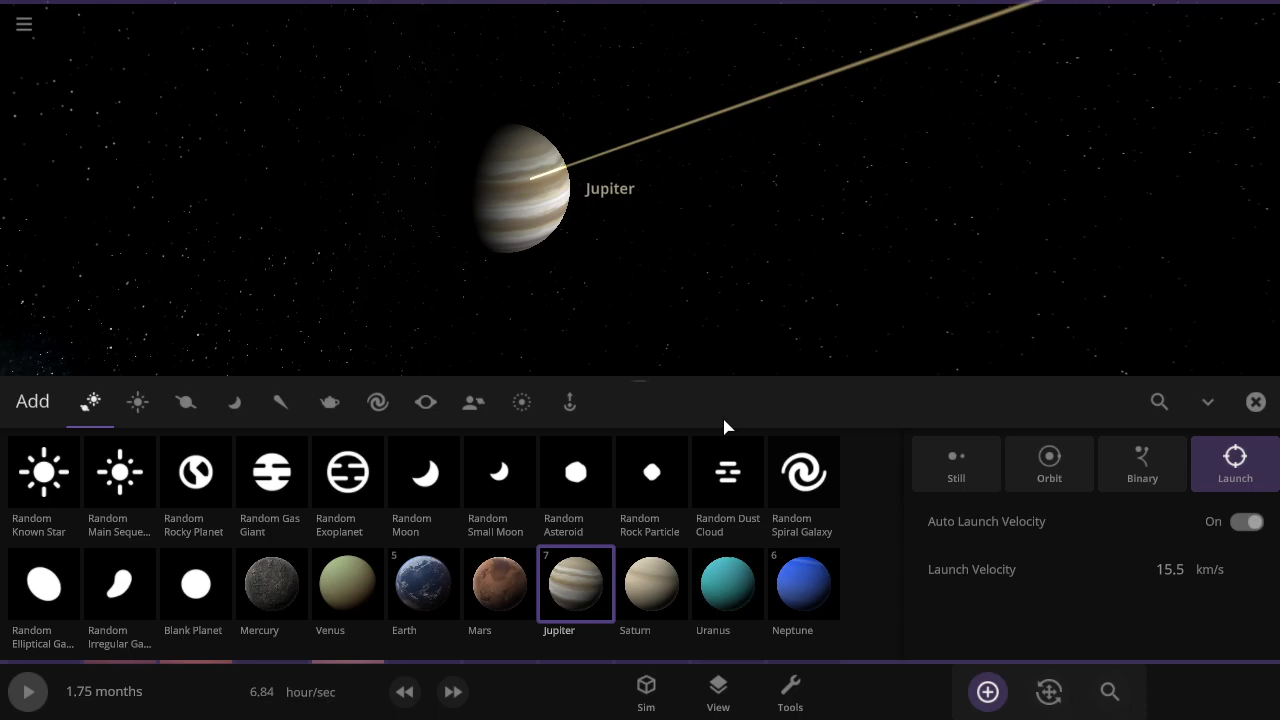 Jupiter
Add
Random
Known Star
Random
Main Seque...
Random
Rocky Planet
Random Gas
Giant
Random
Exoplanet
Random
Moon
Random
Small Moon
Random
Asteroid
Random
Rock Particle
Random Dust
Cloud
Random
Spiral Galaxy
Still
Orbit
Binary
Launch
Auto Launch Velocity
On
Launch Velocity
15.5 km/s
Random
Elliptical Ga...
Random
Irregular Ga...
Blank Planet
Mercury
Venus
5
Earth
Mars
7
Jupiter
Saturn
Uranus
6
Neptune
1,75 months
6.84 hour/sec
Sim
View
Tools